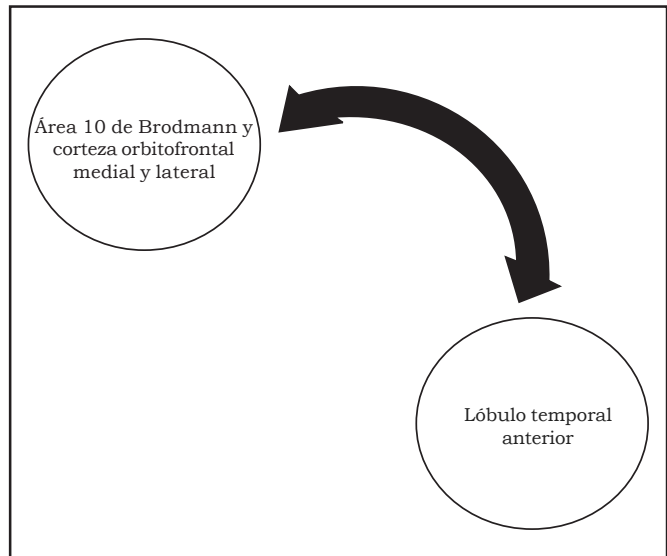 Área 10 de Brodmann y
corteza orbitofrontal
medial y lateral
Lóbulo temporal
anterior